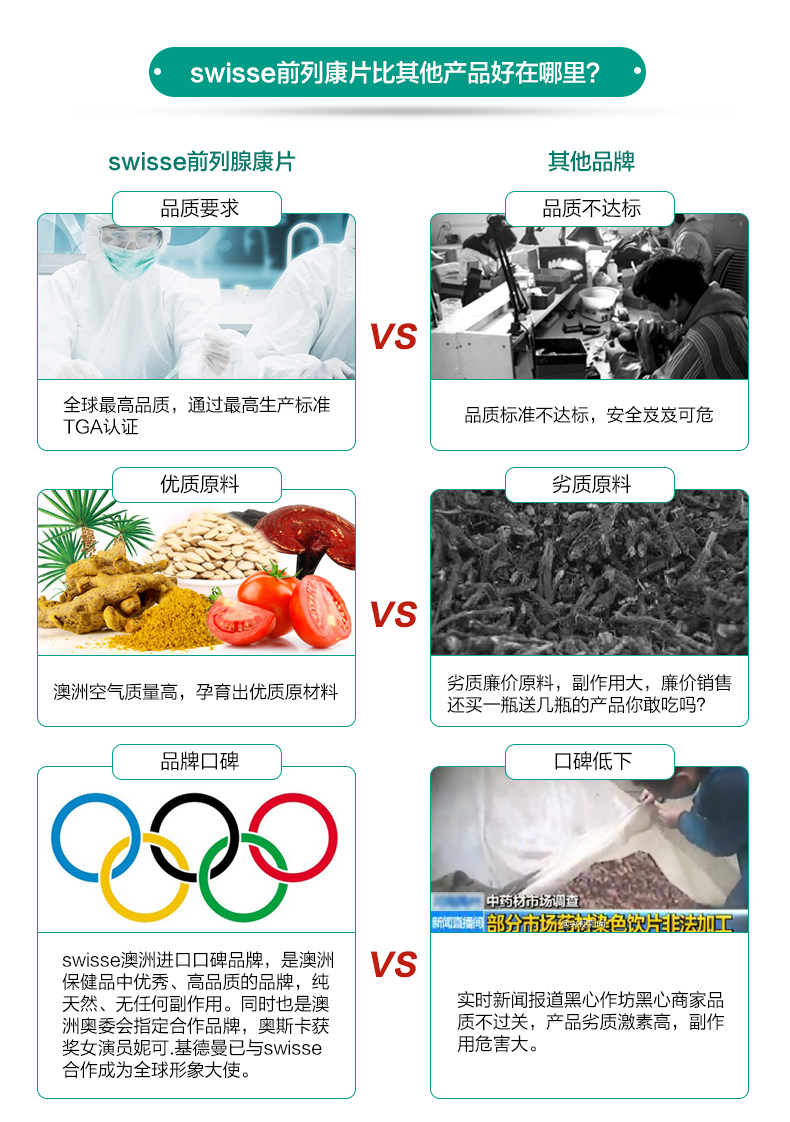 swisse前列康片比其他产品好在哪里?
swisse前列腺康片
其他品牌
品质要求
品质不达标
VS
全球最高品质，通过最高生产标准
TGA认证
品质标准不达标，安全岌岌可危
优质原料
劣质原料
VS
澳洲空气质量高，孕育出优质原材料
劣质廉价原料，副作用大，廉价销售
还买一瓶送几瓶的产品你敢吃吗?
品牌口碑
口碑低下
中药材市场调查
新闻直播间
部分市场药材染色饮片非法加工
VS
swisse澳洲进口口碑品牌，是澳洲
保健品中优秀、高品质的品牌，纯
天然、无任何副作用。同时也是澳
洲奥委会指定合作品牌，奥斯卡获
奖女演员妮可.基德曼已与swisse
合作成为全球形象大使。
实时新闻报道黑心作坊黑心商家品
质不过关，产品劣质激素高，副作
用危害大。